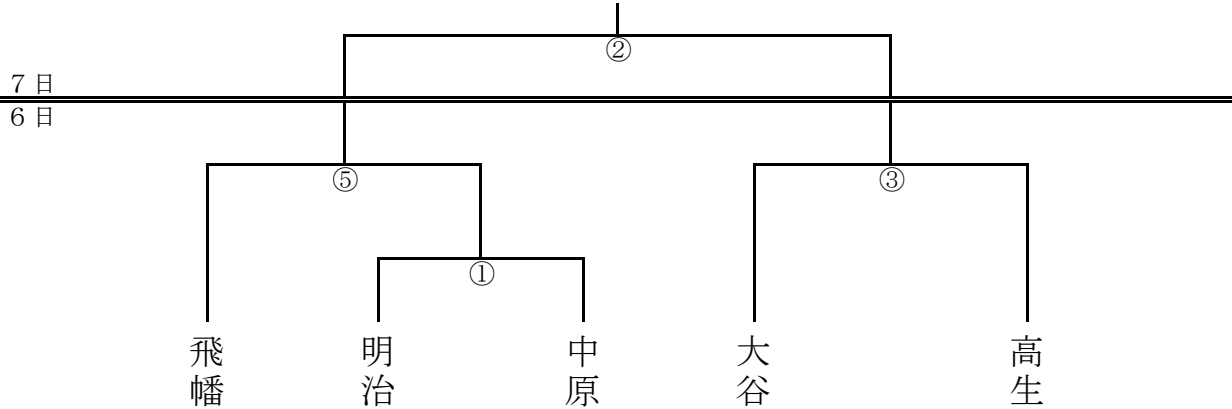 ②
7日
6日
⑤
③
①
飛幡
明治
中原
大谷
高生